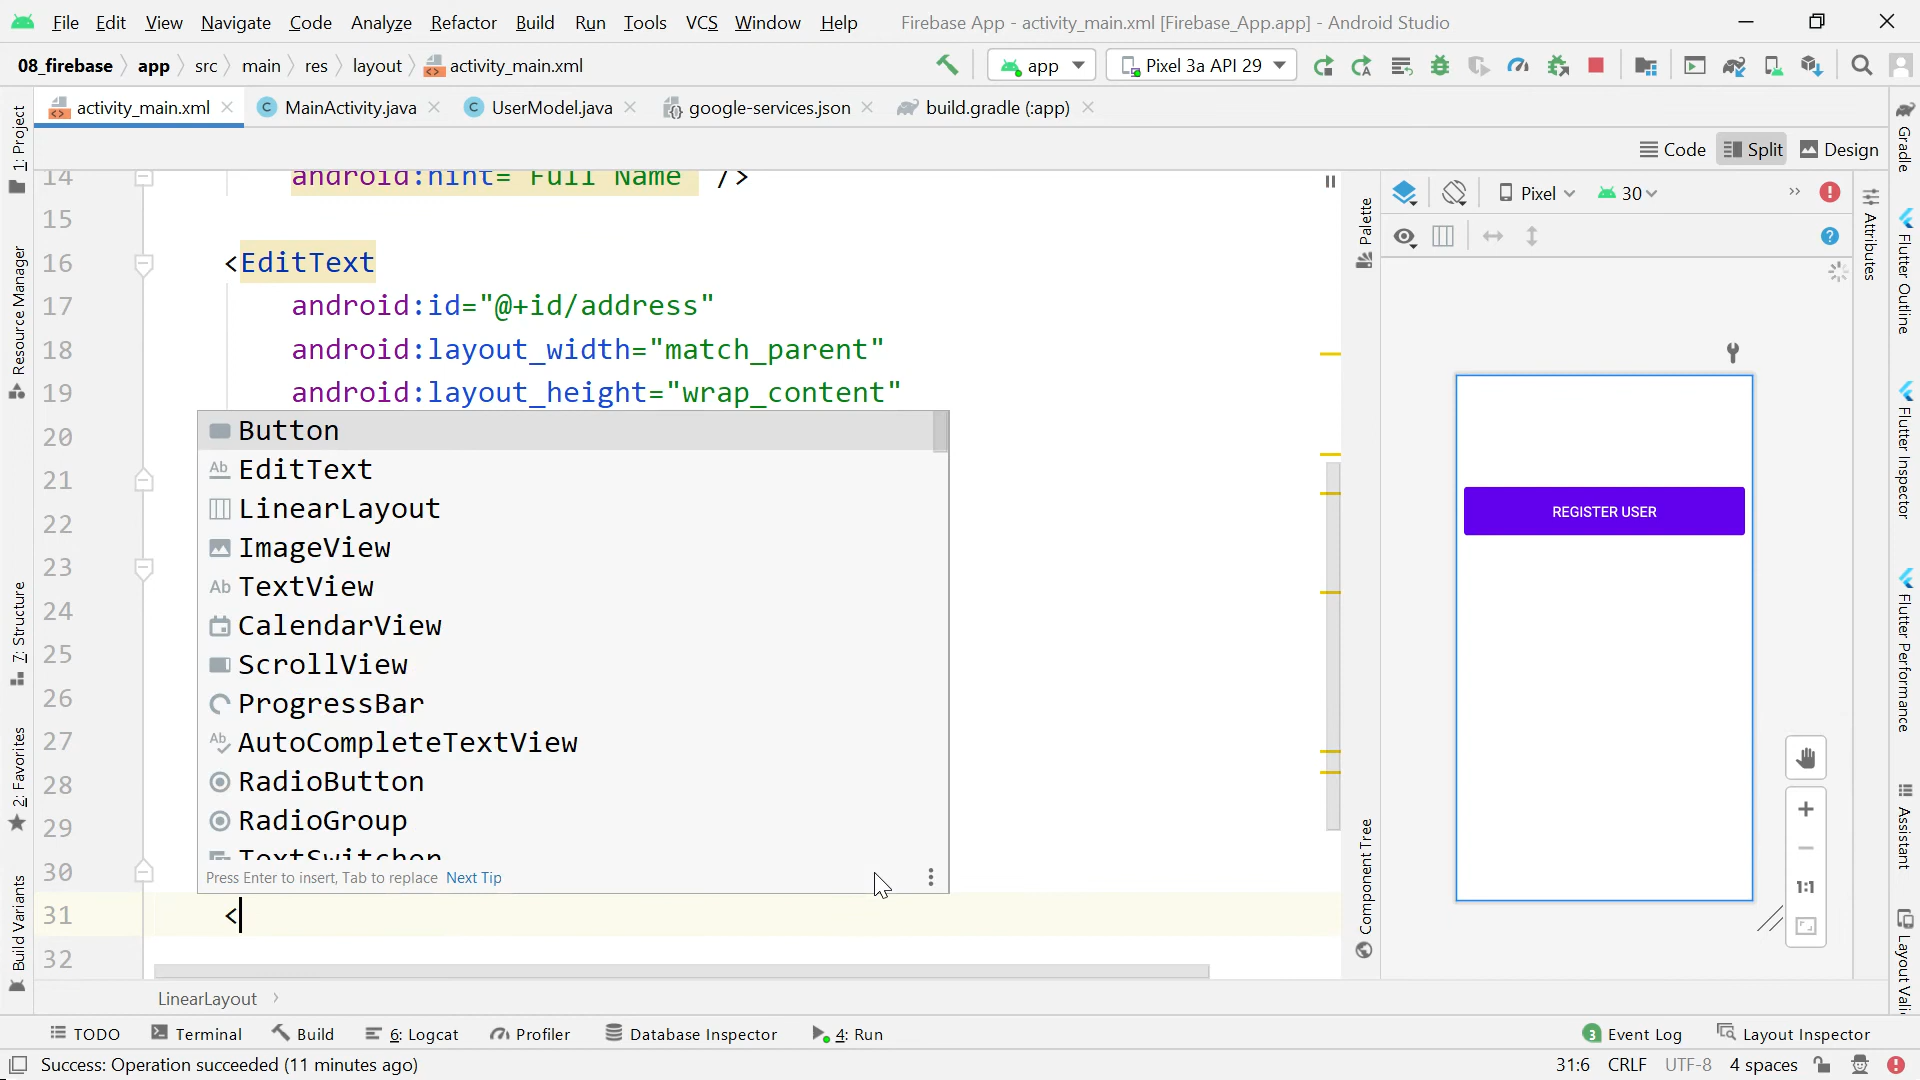 File Edit View Navigate Code Analyze Refactor Build Run Tools VCS Window Help Firebase App - activity_main.xml [Firebase_App.app] - Android Studio
08_firebase app src main res layout activity_main.xml app Pixel 3a API 29
activity_main.xml MainActivity.java UserModel.java google-services.json build.gradle (:app)
Code Split Design
14 android:hint="Full Name" />
15
16 <EditText
17 android:id="@+id/address"
18 android:layout_width="match_parent"
19 android:layout_height="wrap_content"
20
21
22
23
24
25
26
27
28
29
30
31 <
32
Button
EditText
LinearLayout
ImageView
TextView
CalendarView
ScrollView
ProgressBar
AutoCompleteTextView
RadioButton
RadioGroup
TextSwitcher
Press Enter to insert, Tab to replace Next Tip
Pixel 30
REGISTER USER
1:1
1: Project
Resource Manager
7: Structure
2: Favorites
Build Variants
Palette
Component Tree
Attributes
Gradle
Flutter Outline
Flutter Inspector
Flutter Performance
Assistant
Layout Vali
LinearLayout
TODO Terminal Build 6: Logcat Profiler Database Inspector 4: Run 3 Event Log Layout Inspector
Success: Operation succeeded (11 minutes ago) 31:6 CRLF UTF-8 4 spaces